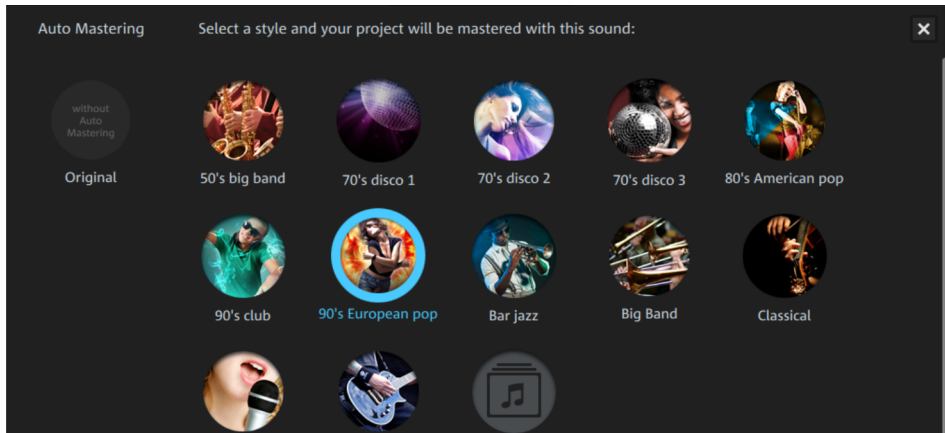 Auto Mastering
Select a style and your project will be mastered with this sound:
without
Auto
Mastering
Original
50's big band
70's disco 1
70's disco 2
70's disco 3
80's American pop
90's club
90's European pop
Bar jazz
Big Band
Classical